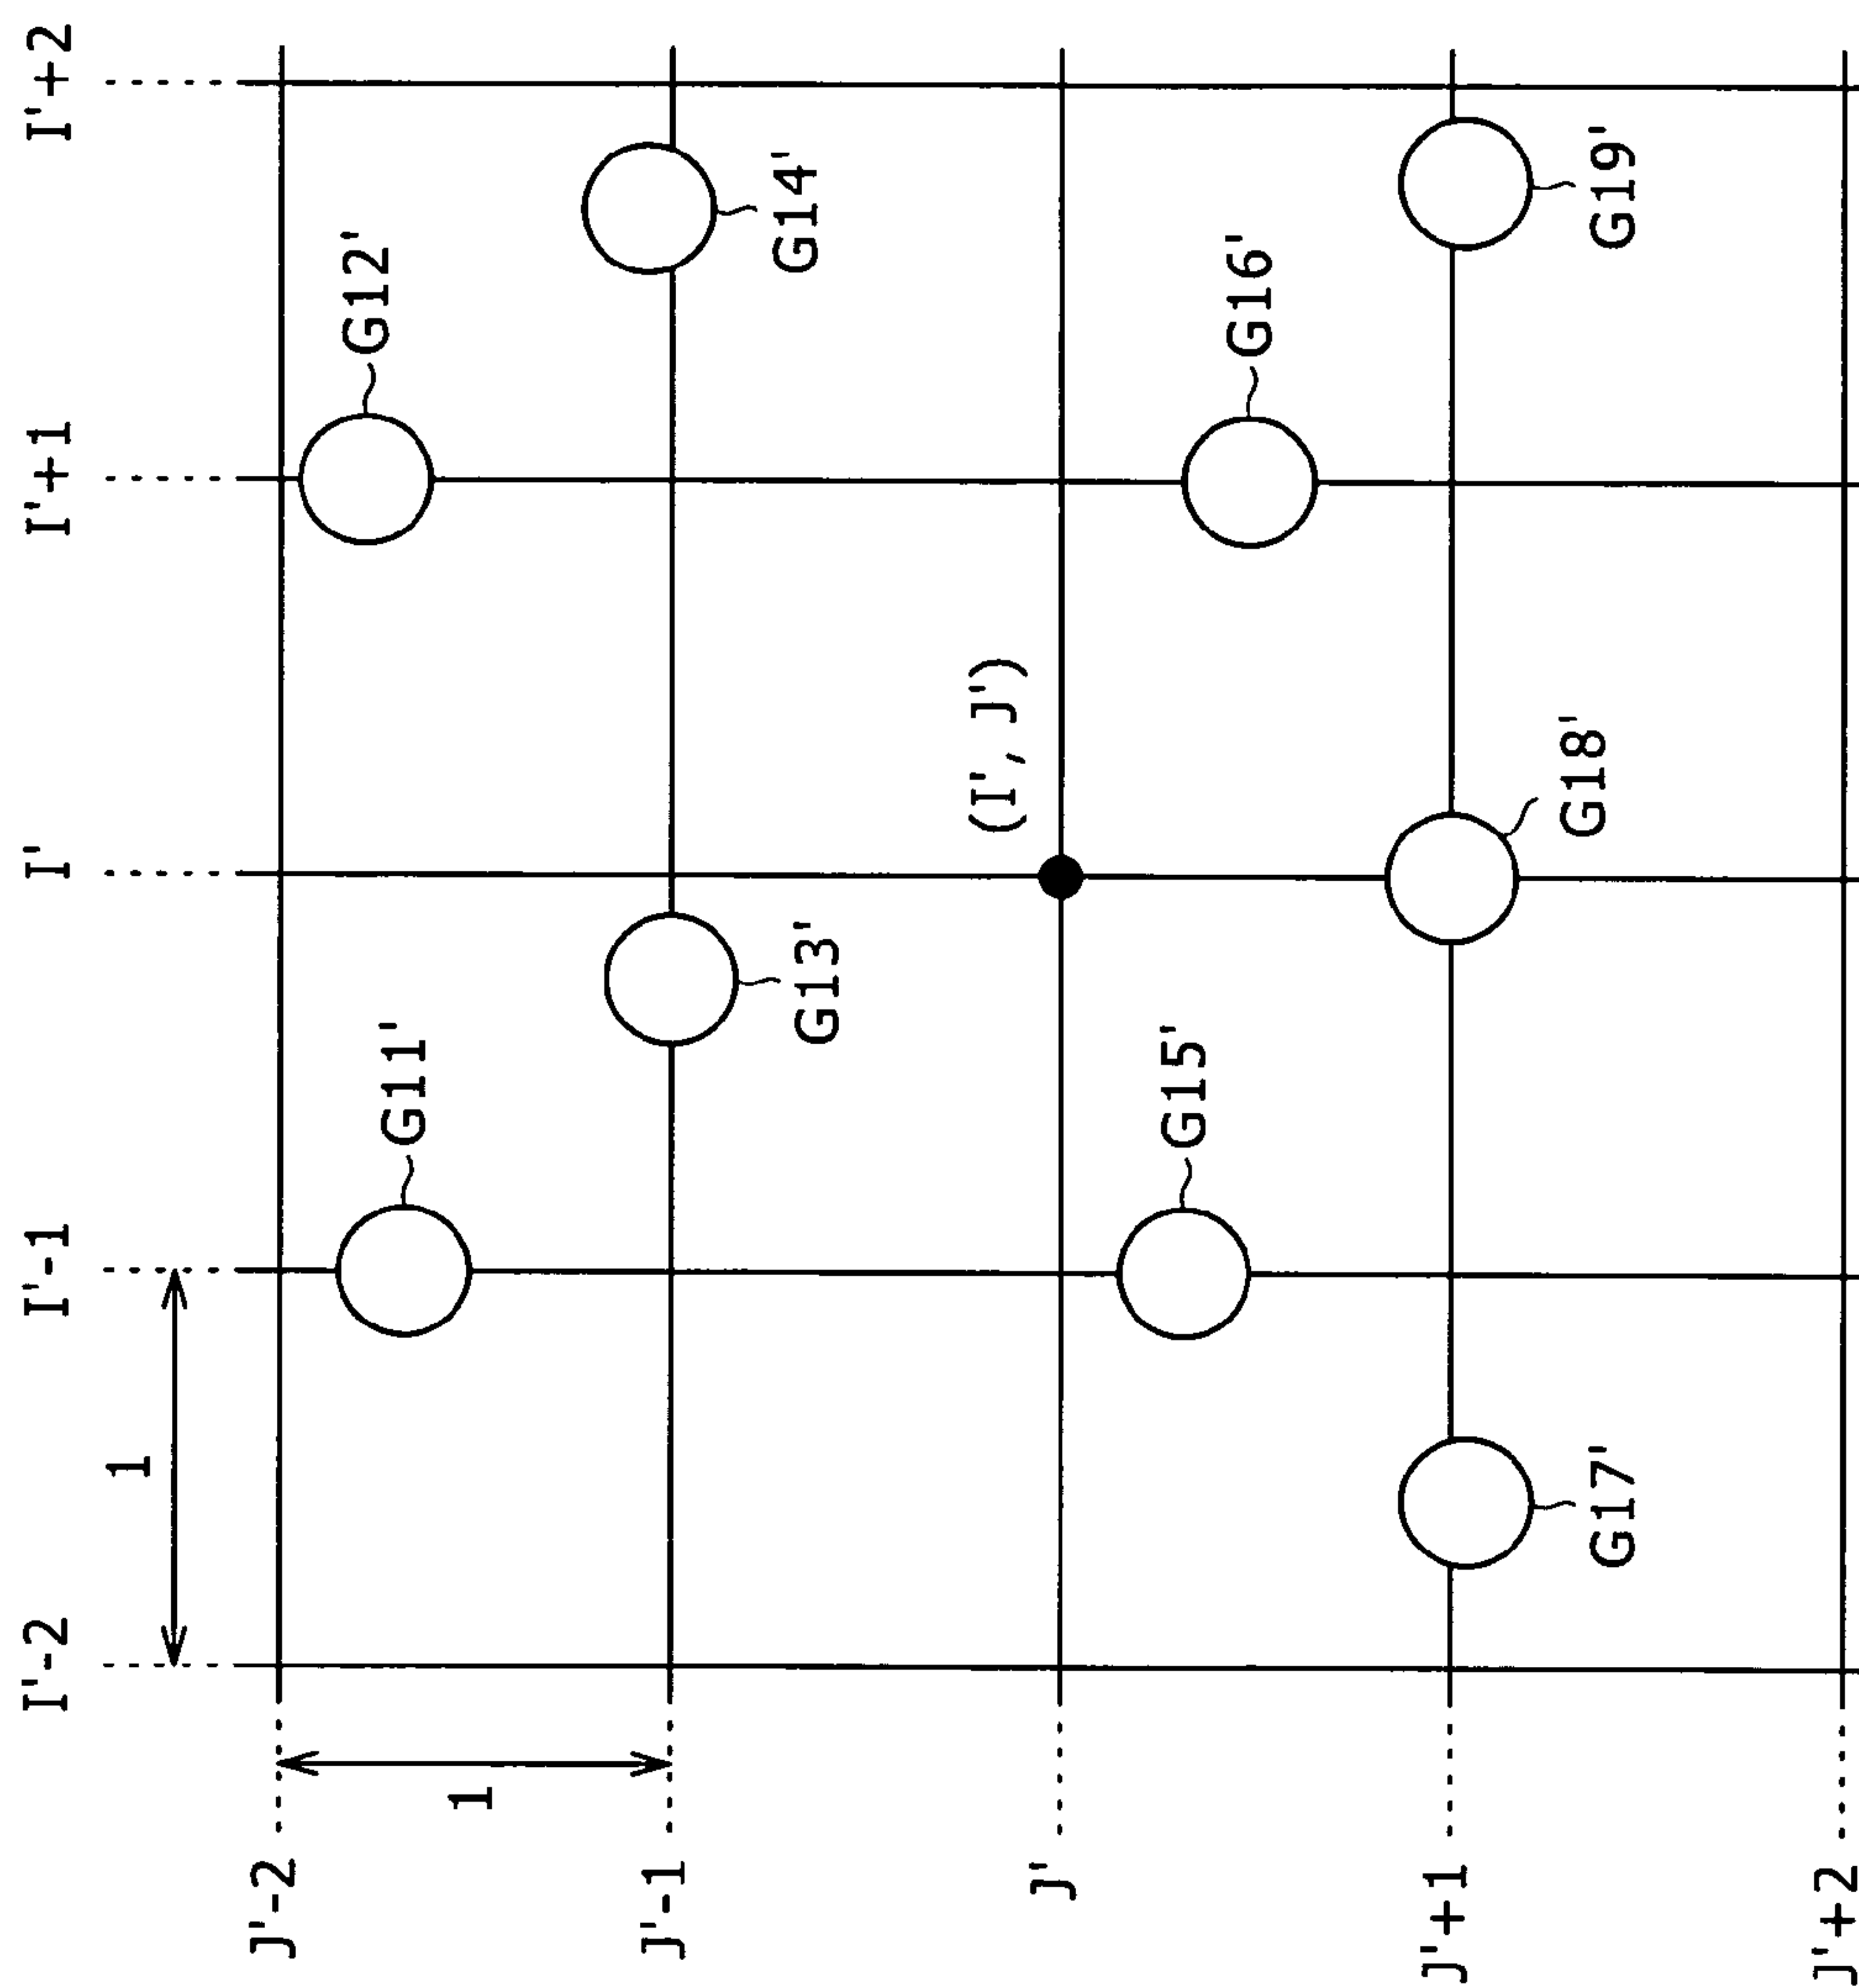 I'-2
I'-1
I'
I'+1
I'+2
1
1
J'-2
J'-1
J'
J'+1
J'+2
G11'
G12'
G13'
G14'
(I', J')
G15'
G16'
G17'
G18'
G19'